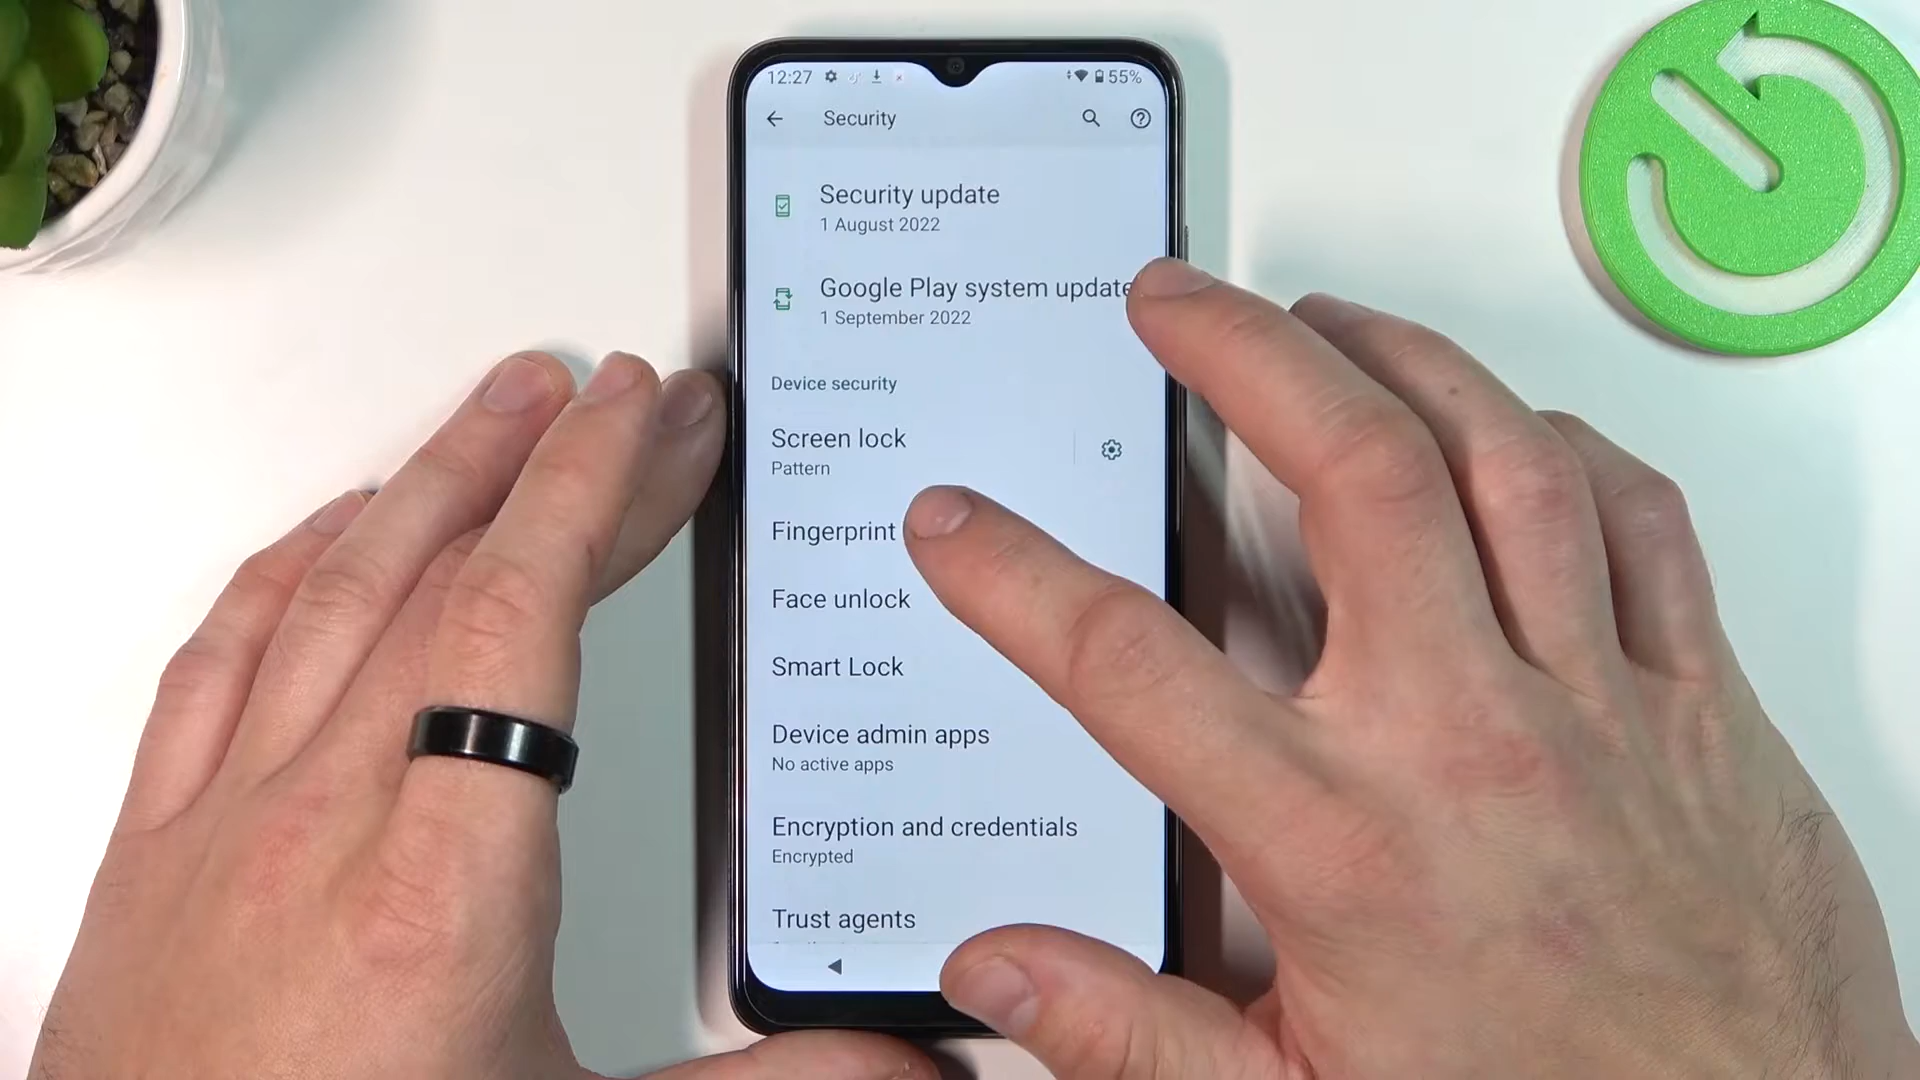 12:27 55%
Security
Security update
1 August 2022
Google Play system update
1 September 2022
Device security
Screen lock
Pattern
Fingerprint
Face unlock
Smart Lock
Device admin apps
No active apps
Encryption and credentials
Encrypted
Trust agents